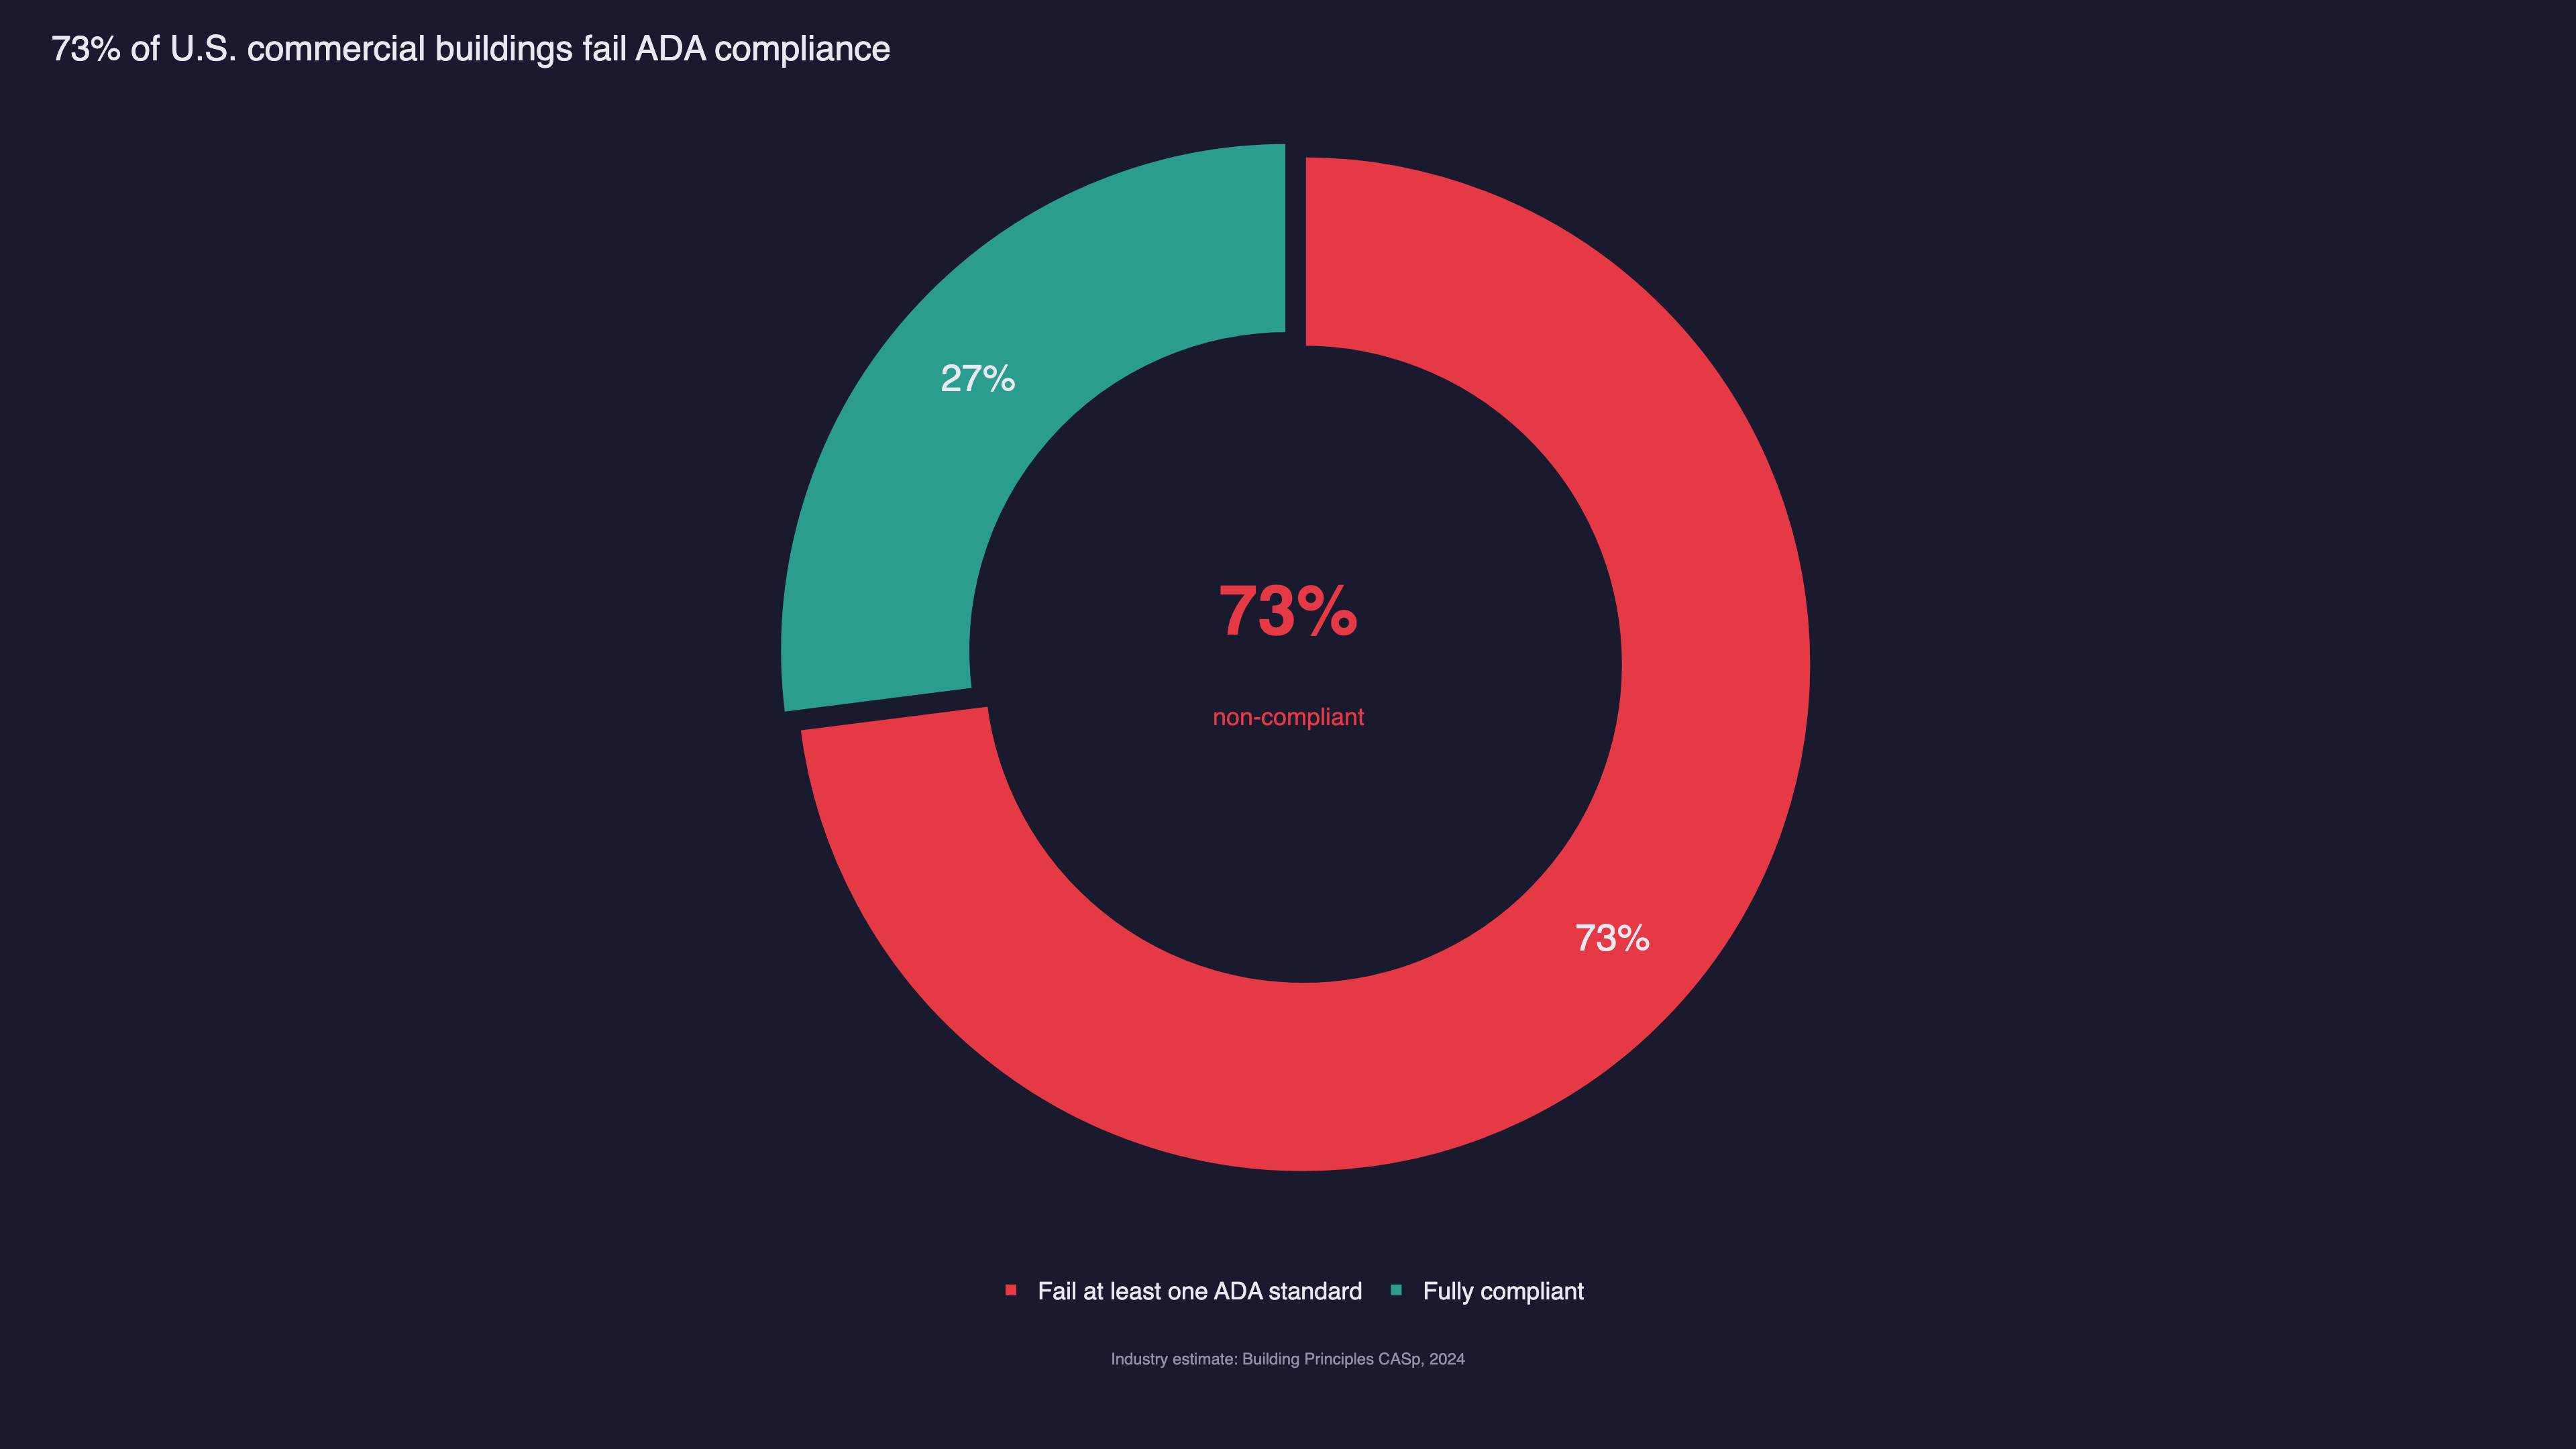 73% of U.S. commercial buildings fail ADA compliance
27%
73%
non-compliant
73%
Fail at least one ADA standard
Fully compliant
Industry estimate: Building Principles CASp, 2024